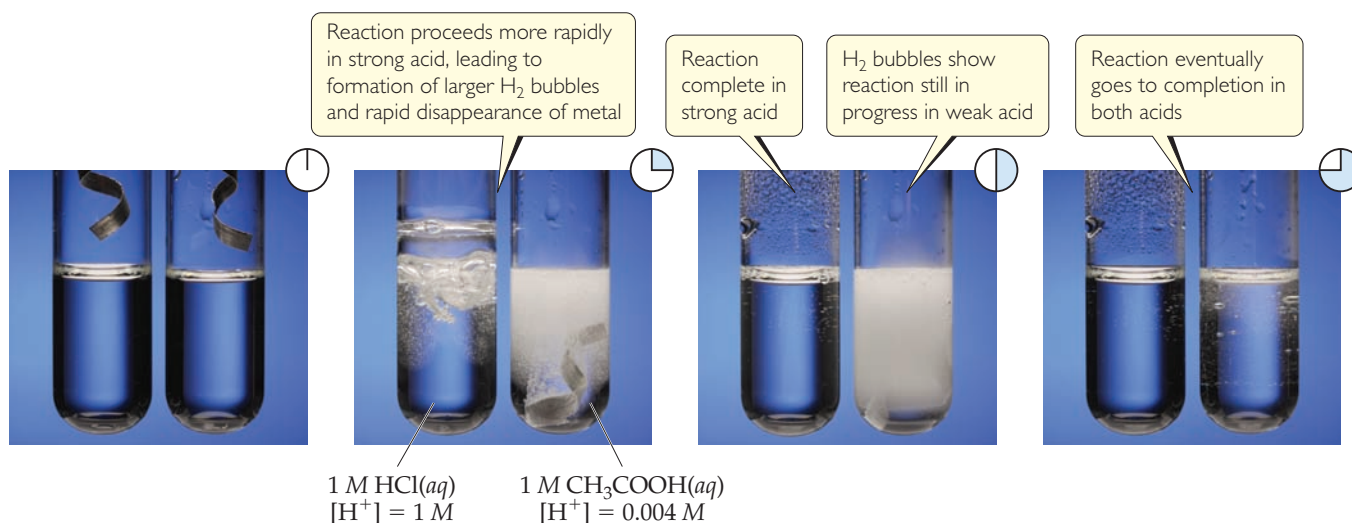 Reaction proceeds more rapidly
in strong acid, leading to
formation of larger H₂ bubbles
and rapid disappearance of metal
Reaction
complete in
strong acid
H₂ bubbles show
reaction still in
progress in weak acid
Reaction eventually
goes to completion in
both acids
1 M HCl(aq)
[H⁺] = 1 M
1 M CH₃COOH(aq)
[H⁺] = 0.004 M